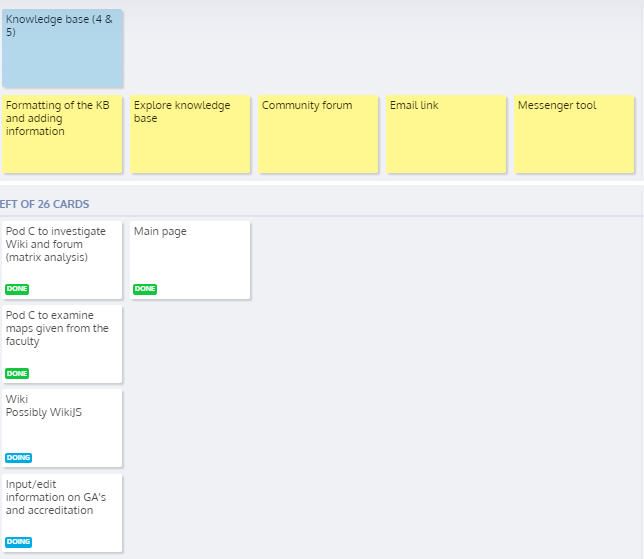 Knowledge base (4 &
5)
Formatting of the KB
and adding
information
Explore knowledge
base
Community forum
Email link
Messenger tool
EFT OF 26 CARDS
Pod C to investigate
Wiki and forum
(matrix analysis)
DONE
Main page
DONE
Pod C to examine
maps given from the
faculty
DONE
Wiki
Possibly WikiJS
DOING
Input/edit
information on GA's
and accreditation
DOING